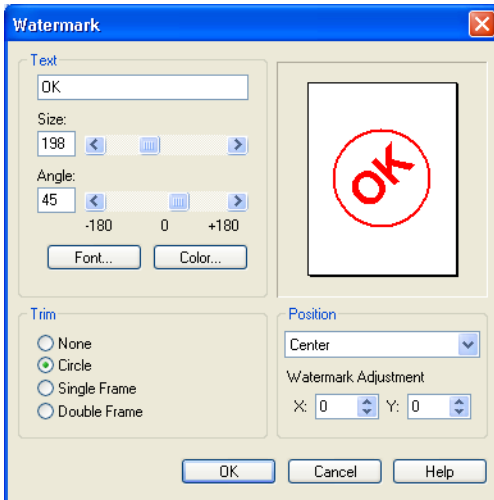 Watermark
Text
OK
Size:
198
Angle:
45
-180 0 +180
Font... Color...
OK
Trim
None
Circle
Single Frame
Double Frame
Position
Center
Watermark Adjustment
X: 0 Y: 0
OK Cancel Help